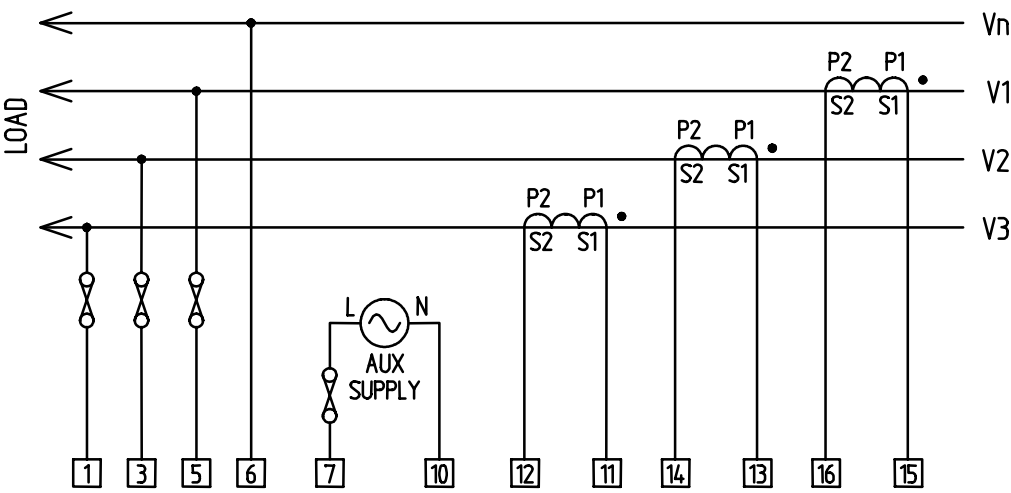 Vn
P2 P1
V1
S2 S1
LOAD
P2 P1
V2
S2 S1
P2 P1
V3
S2 S1
L N
AUX
SUPPLY
1 3 5 6 7 10 12 11 14 13 16 15